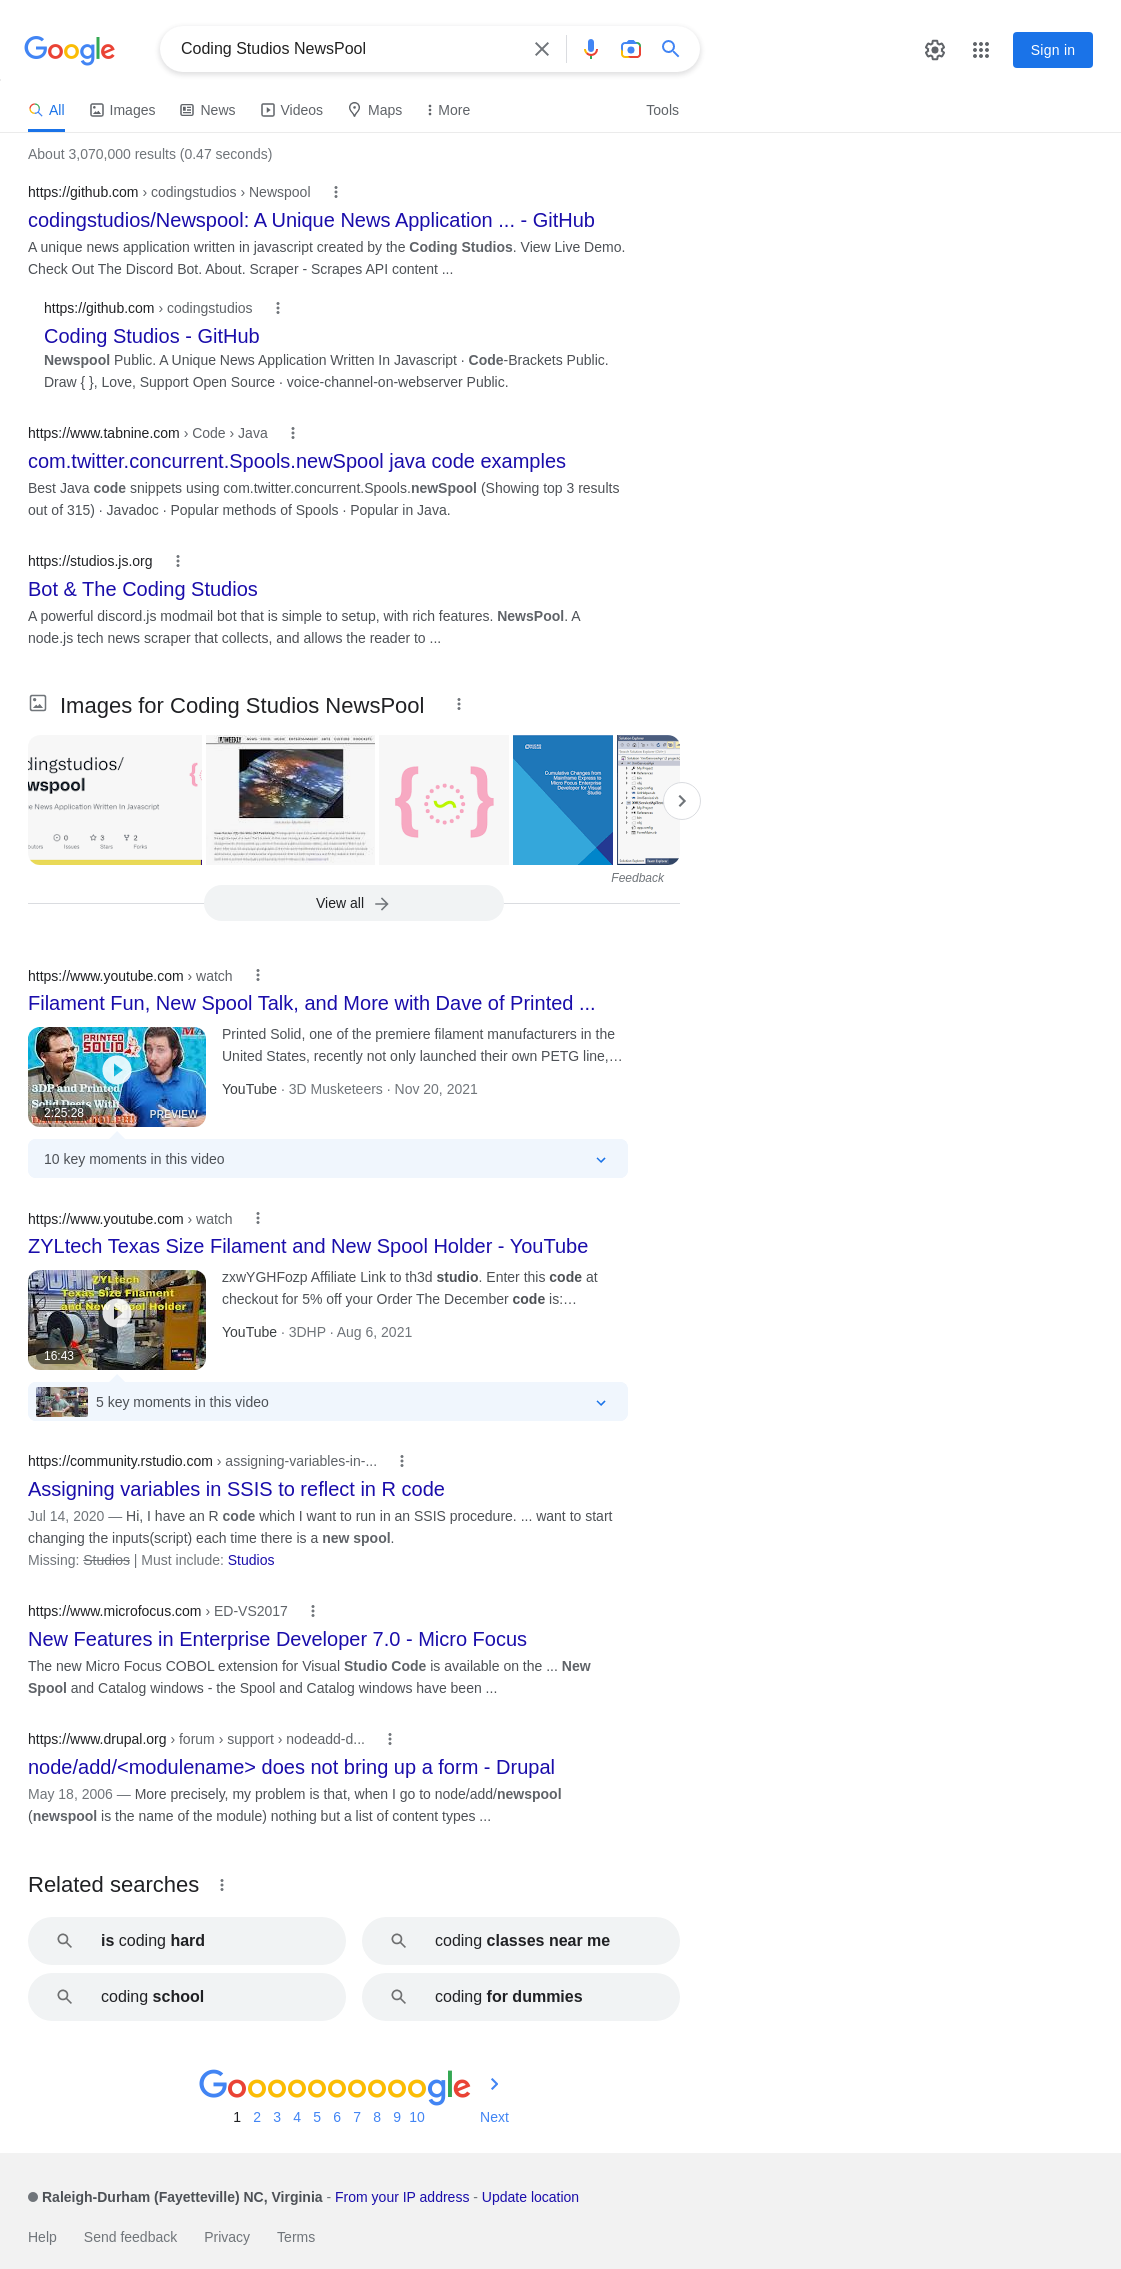 Google
Coding Studios NewsPool
Sign in
All Images News Videos Maps More Tools
About 3,070,000 results (0.47 seconds)
https://github.com › codingstudios › Newspool
codingstudios/Newspool: A Unique News Application ... - GitHub
A unique news application written in javascript created by the Coding Studios. View Live Demo.
Check Out The Discord Bot. About. Scraper - Scrapes API content ...
https://github.com › codingstudios
Coding Studios - GitHub
Newspool Public. A Unique News Application Written In Javascript · Code-Brackets Public.
Draw { }, Love, Support Open Source · voice-channel-on-webserver Public.
https://www.tabnine.com › Code › Java
com.twitter.concurrent.Spools.newSpool java code examples
Best Java code snippets using com.twitter.concurrent.Spools.newSpool (Showing top 3 results
out of 315) · Javadoc · Popular methods of Spools · Popular in Java.
https://studios.js.org
Bot & The Coding Studios
A powerful discord.js modmail bot that is simple to setup, with rich features. NewsPool. A
node.js tech news scraper that collects, and allows the reader to ...
Images for Coding Studios NewsPool
dingstudios/
wspool
e News Application Written In Javascript
0 3 2
utors Issues Stars Forks
Cumulative Changes from
Mainframe Express to
Micro Focus Enterprise
Developer for Visual
Studio
Feedback
View all
https://www.youtube.com › watch
Filament Fun, New Spool Talk, and More with Dave of Printed ...
PRINTED
SOLID
3DP and Printed
Solid Deets With
2:25:28
PREVIEW
Printed Solid, one of the premiere filament manufacturers in the
United States, recently not only launched their own PETG line,…
YouTube · 3D Musketeers · Nov 20, 2021
10 key moments in this video
https://www.youtube.com › watch
ZYLtech Texas Size Filament and New Spool Holder - YouTube
ZYLtech
Texas Size Filament
and New Spool Holder
16:43
zxwYGHFozp Affiliate Link to th3d studio. Enter this code at
checkout for 5% off your Order The December code is:…
YouTube · 3DHP · Aug 6, 2021
5 key moments in this video
https://community.rstudio.com › assigning-variables-in-...
Assigning variables in SSIS to reflect in R code
Jul 14, 2020 — Hi, I have an R code which I want to run in an SSIS procedure. ... want to start
changing the inputs(script) each time there is a new spool.
Missing: Studios | Must include: Studios
https://www.microfocus.com › ED-VS2017
New Features in Enterprise Developer 7.0 - Micro Focus
The new Micro Focus COBOL extension for Visual Studio Code is available on the ... New
Spool and Catalog windows - the Spool and Catalog windows have been ...
https://www.drupal.org › forum › support › nodeadd-d...
node/add/<modulename> does not bring up a form - Drupal
May 18, 2006 — More precisely, my problem is that, when I go to node/add/newspool
(newspool is the name of the module) nothing but a list of content types ...
Related searches
is coding hard
coding classes near me
coding school
coding for dummies
Goooooooooogle
1 2 3 4 5 6 7 8 9 10 Next
Raleigh-Durham (Fayetteville) NC, Virginia - From your IP address - Update location
Help Send feedback Privacy Terms